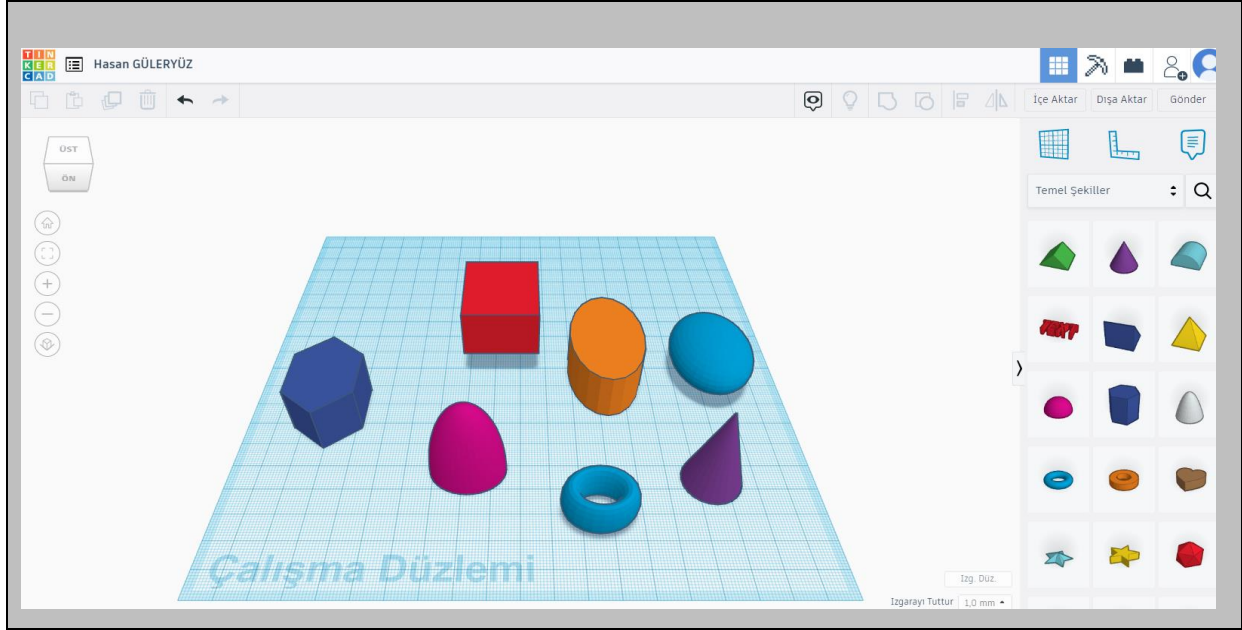 TIN
KER
CAD
Hasan GÜLERYÜZ
İçe Aktar
Dışa Aktar
Gönder
ÜST
ÖN
Temel Şekiller
TEXT
Çalışma Düzlemi
Izg. Düz.
Izgarayı Tuttur 1,0 mm